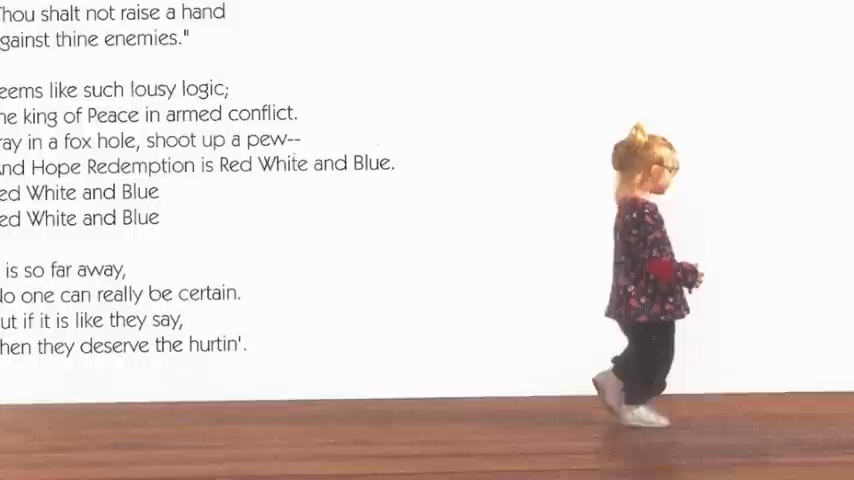 hou shalt not raise a hand
gainst thine enemies."
eems like such lousy logic;
he king of Peace in armed conflict.
ray in a fox hole, shoot up a pew--
nd Hope Redemption is Red White and Blue.
ed White and Blue
ed White and Blue
is so far away,
o one can really be certain.
ut if it is like they say,
hen they deserve the hurtin'.